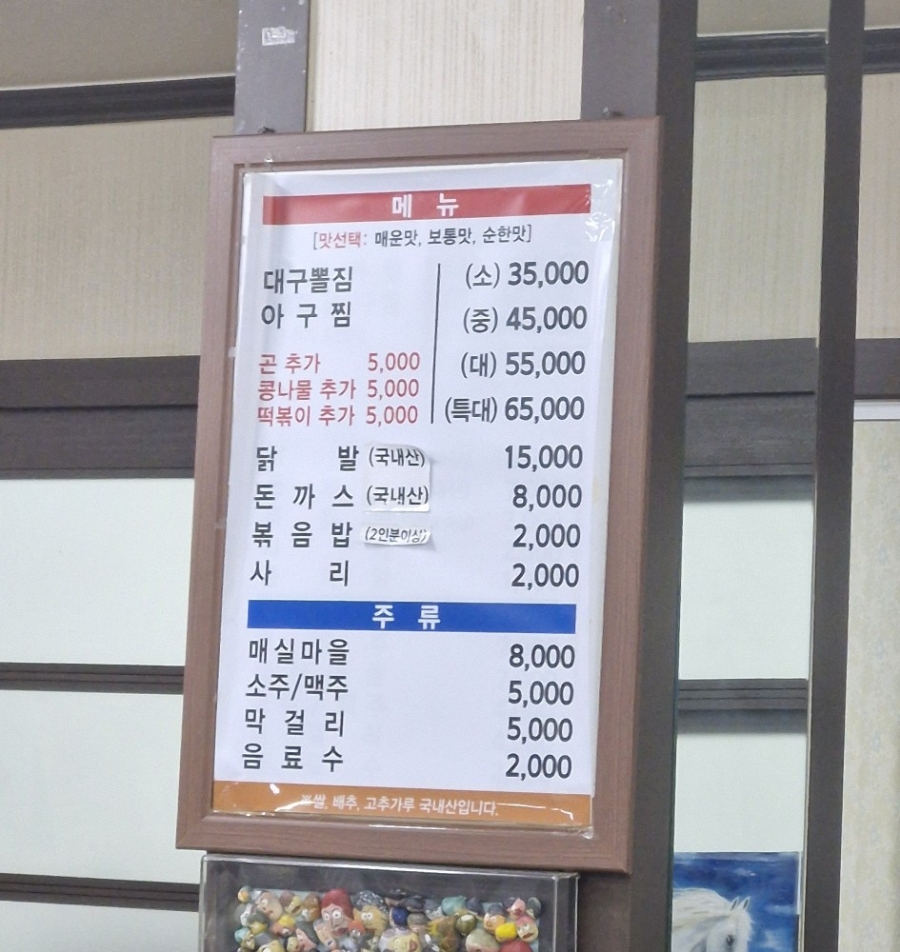 메 뉴
[맛선택: 매운맛, 보통맛, 순한맛]
대구뽈짐
아 구 찜
(소) 35,000
(중) 45,000
(대) 55,000
(특대) 65,000
곤 추가 5,000
콩나물 추가 5,000
떡볶이 추가 5,000
닭 발 (국내산) 15,000
돈 까 스 (국내산) 8,000
볶 음 밥 (2인분이상) 2,000
사 리 2,000
주 류
매실마을 8,000
소주/맥주 5,000
막 걸 리 5,000
음 료 수 2,000
※쌀, 배추, 고추가루 국내산입니다.